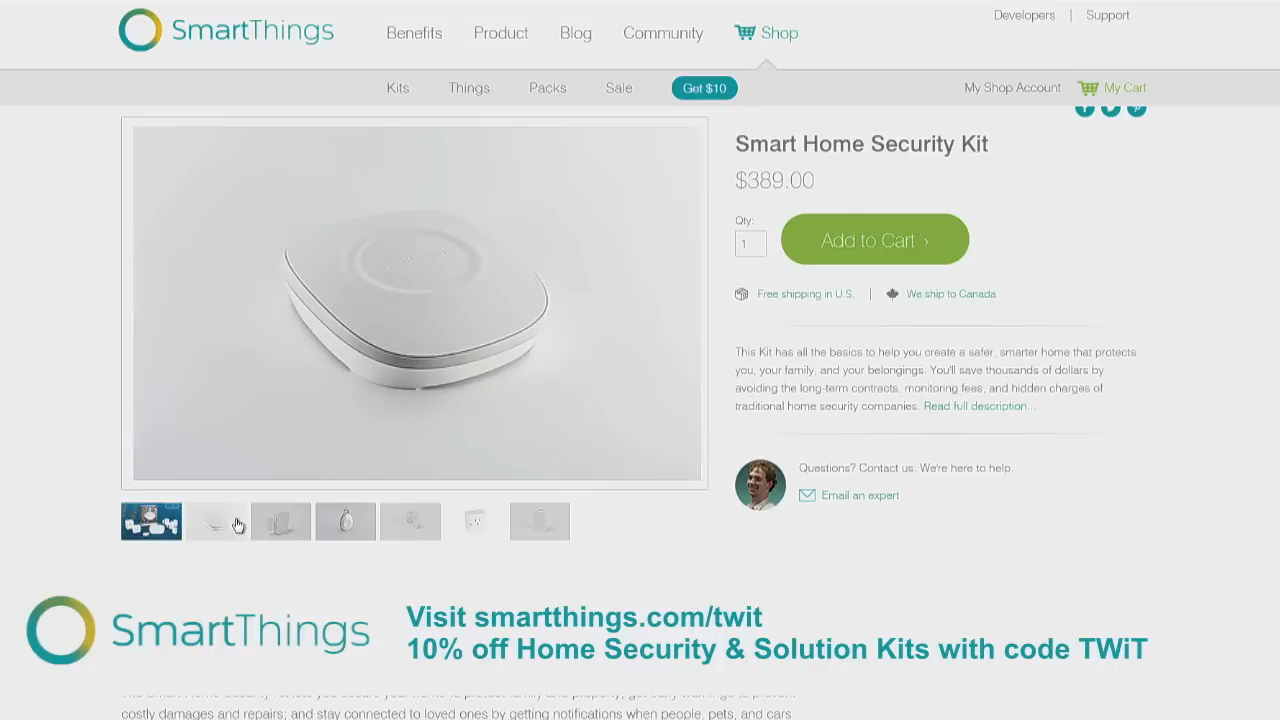 SmartThings
Benefits Product Blog Community Shop
Developers | Support
Kits Things Packs Sale Get $10
My Shop Account My Cart
Smart Home Security Kit
$389.00
Qty:
1
Add to Cart ›
Free shipping in U.S. | We ship to Canada
This Kit has all the basics to help you create a safer, smarter home that protects
you, your family, and your belongings. You'll save thousands of dollars by
avoiding the long-term contracts, monitoring fees, and hidden charges of
traditional home security companies. Read full description...
Questions? Contact us. We're here to help.
Email an expert
SmartThings
Visit smartthings.com/twit
10% off Home Security & Solution Kits with code TWiT
costly damages and repairs; and stay connected to loved ones by getting notifications when people, pets, and cars